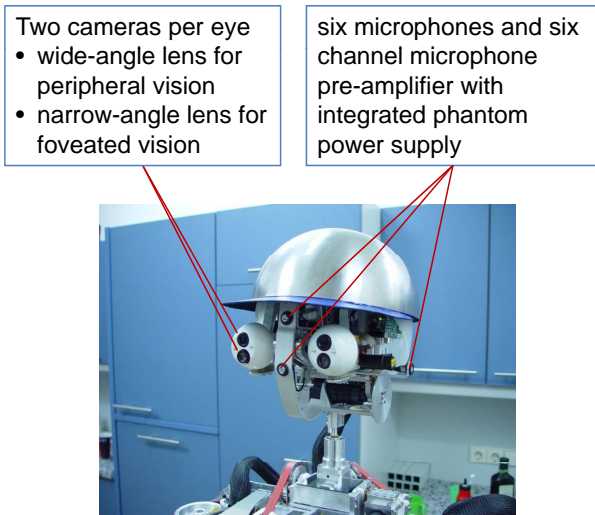 Two cameras per eye
• wide-angle lens for
peripheral vision
• narrow-angle lens for
foveated vision
six microphones and six
channel microphone
pre-amplifier with
integrated phantom
power supply